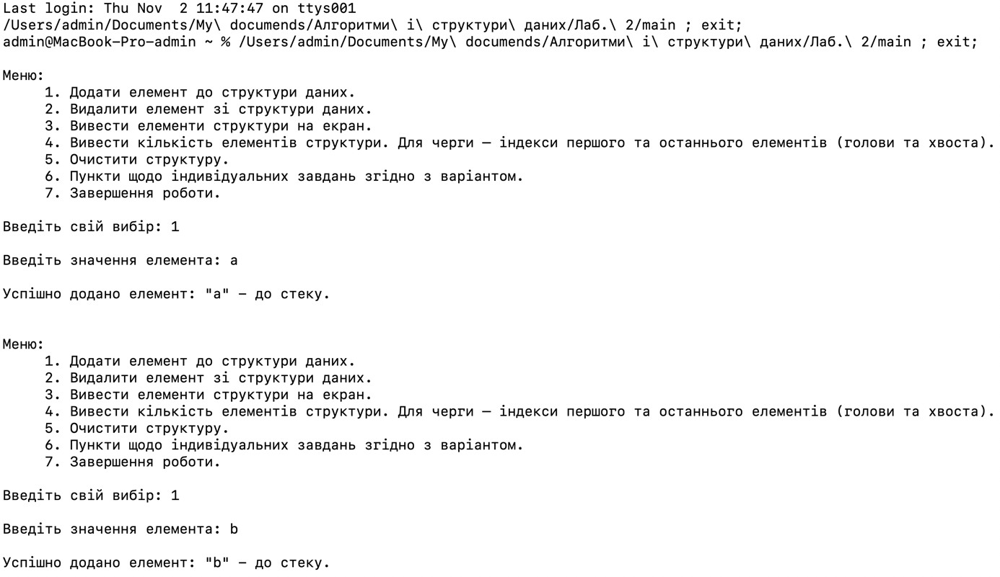 Last login: Thu Nov  2 11:47:47 on ttys001
/Users/admin/Documents/My\ documends/Алгоритми\ і\ структури\ даних/Лаб.\ 2/main ; exit;
admin@MacBook-Pro-admin ~ % /Users/admin/Documents/My\ documends/Алгоритми\ і\ структури\ даних/Лаб.\ 2/main ; exit;
Меню:
1. Додати елемент до структури даних.
2. Видалити елемент зі структури даних.
3. Вивести елементи структури на екран.
4. Вивести кількість елементів структури. Для черги — індекси першого та останнього елементів (голови та хвоста).
5. Очистити структуру.
6. Пункти щодо індивідуальних завдань згідно з варіантом.
7. Завершення роботи.
Введіть свій вибір: 1
Введіть значення елемента: a
Успішно додано елемент: "a" – до стеку.
Меню:
1. Додати елемент до структури даних.
2. Видалити елемент зі структури даних.
3. Вивести елементи структури на екран.
4. Вивести кількість елементів структури. Для черги — індекси першого та останнього елементів (голови та хвоста).
5. Очистити структуру.
6. Пункти щодо індивідуальних завдань згідно з варіантом.
7. Завершення роботи.
Введіть свій вибір: 1
Введіть значення елемента: b
Успішно додано елемент: "b" – до стеку.